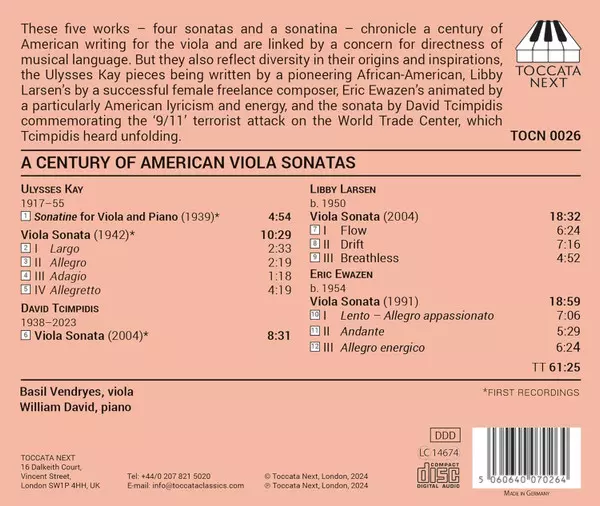 These five works – four sonatas and a sonatina – chronicle a century of
American writing for the viola and are linked by a concern for directness of
musical language. But they also reflect diversity in their origins and inspirations,
the Ulysses Kay pieces being written by a pioneering African-American, Libby
Larsen's by a successful female freelance composer, Eric Ewazen's animated by
a particularly American lyricism and energy, and the sonata by David Tcimpidis
commemorating the '9/11' terrorist attack on the World Trade Center, which
Tcimpidis heard unfolding.
TOCCATA
NEXT
TOCN 0026
A CENTURY OF AMERICAN VIOLA SONATAS
ULYSSES KAY
1917–55
1 Sonatine for Viola and Piano (1939)* 4:54
Viola Sonata (1942)* 10:29
2 I Largo 2:33
3 II Allegro 2:19
4 III Adagio 1:18
5 IV Allegretto 4:19
DAVID TCIMPIDIS
1938–2023
6 Viola Sonata (2004)* 8:31
LIBBY LARSEN
b. 1950
Viola Sonata (2004) 18:32
7 I Flow 6:24
8 II Drift 7:16
9 III Breathless 4:52
ERIC EWAZEN
b. 1954
Viola Sonata (1991) 18:59
10 I Lento – Allegro appassionato 7:06
11 II Andante 5:29
12 III Allegro energico 6:24
TT 61:25
Basil Vendryes, viola
William David, piano
*FIRST RECORDINGS
TOCCATA NEXT
16 Dalkeith Court,
Vincent Street,
London SW1P 4HH, UK
Tel: +44/0 207 821 5020
E-mail: info@toccataclassics.com
© Toccata Next, London, 2024
℗ Toccata Next, London, 2024
DDD
LC 14674
COMPACT
disc
DIGITAL AUDIO
5 060640 070264
MADE IN GERMANY